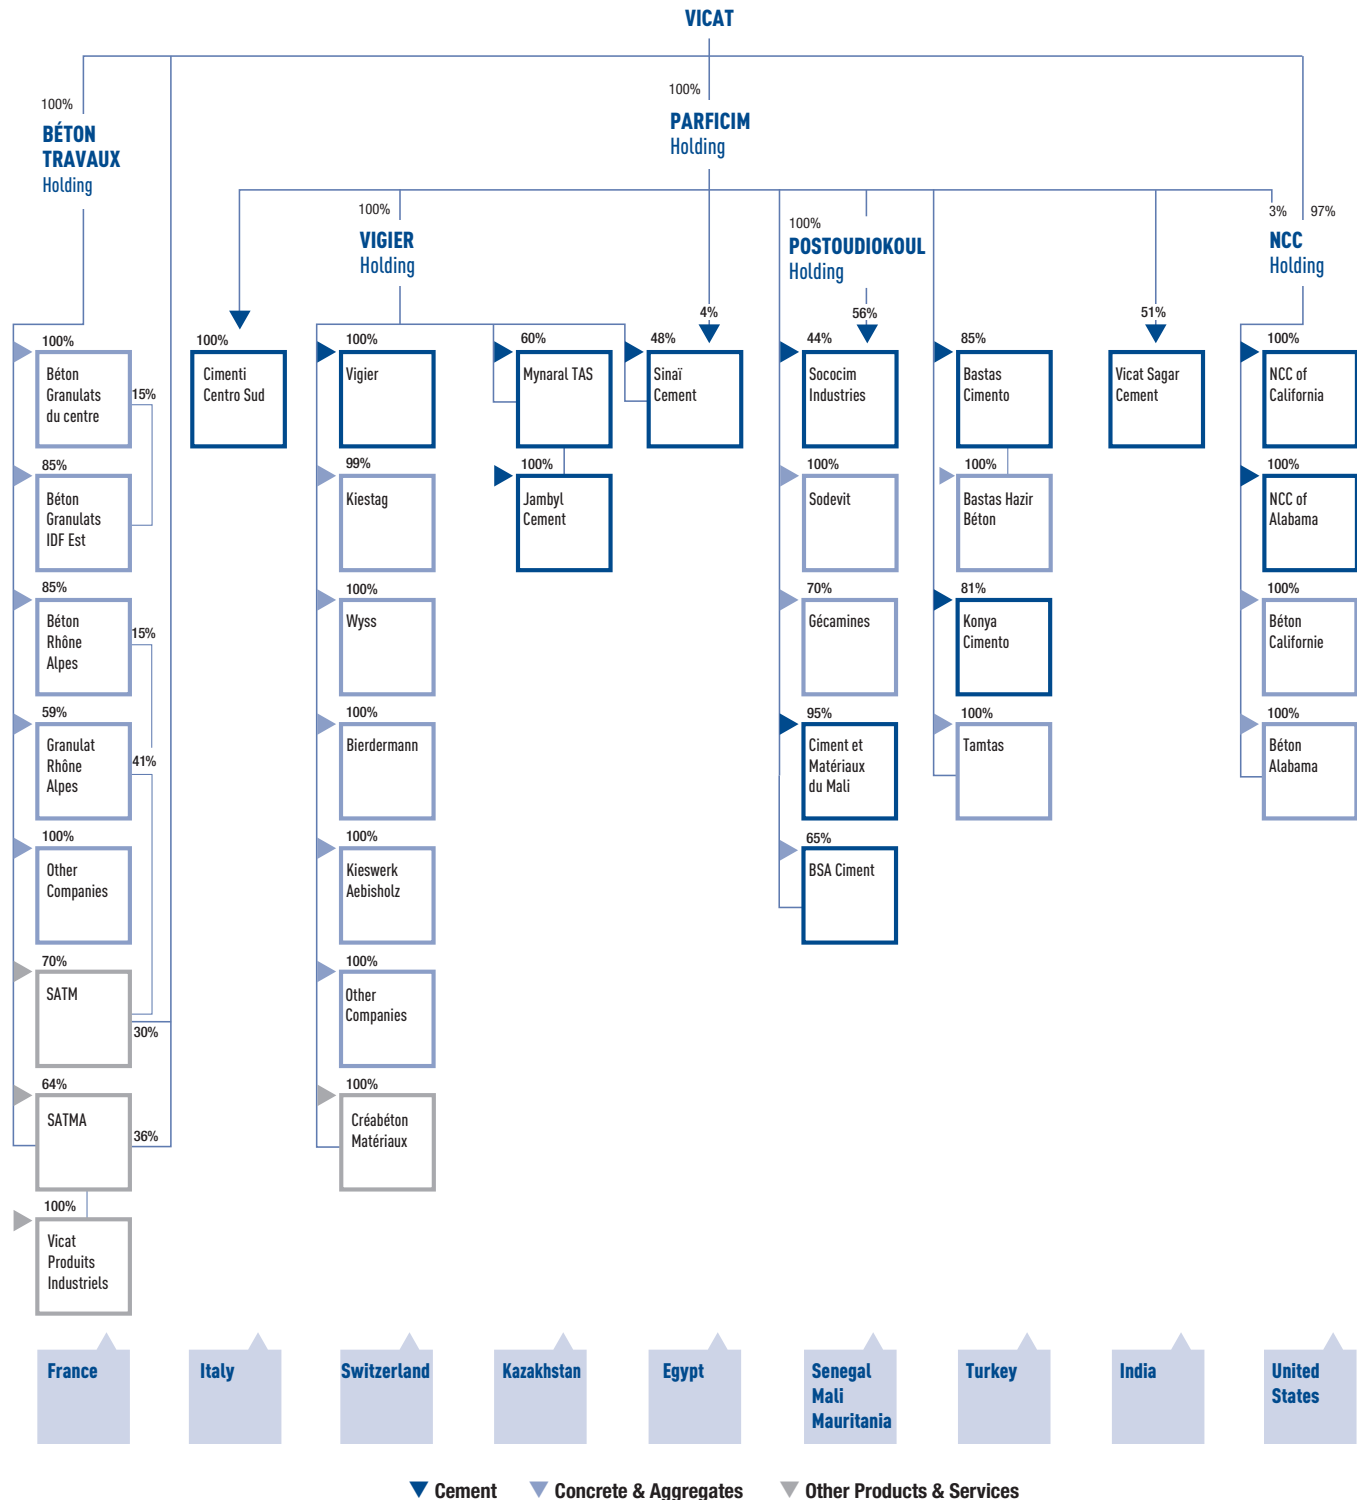 VICAT
100%
BÉTON
TRAVAUX
Holding
100%
PARFICIM
Holding
100%
VIGIER
Holding
100%
POSTOUDIOKOUL
Holding
3%
97%
NCC
Holding
4%
56%
51%
100%
Béton
Granulats
du centre
15%
85%
Béton
Granulats
IDF Est
85%
Béton
Rhône
Alpes
15%
59%
Granulat
Rhône
Alpes
41%
100%
Other
Companies
70%
SATM
30%
64%
SATMA
36%
100%
Vicat
Produits
Industriels
100%
Cimenti
Centro Sud
100%
Vigier
99%
Kiestag
100%
Wyss
100%
Bierdermann
100%
Kieswerk
Aebisholz
100%
Other
Companies
100%
Créabéton
Matériaux
60%
Mynaral TAS
100%
Jambyl
Cement
48%
Sinaï
Cement
44%
Sococim
Industries
100%
Sodevit
70%
Gécamines
95%
Ciment et
Matériaux
du Mali
65%
BSA Ciment
85%
Bastas
Cimento
100%
Bastas Hazir
Béton
81%
Konya
Cimento
100%
Tamtas
Vicat Sagar
Cement
100%
NCC of
California
100%
NCC of
Alabama
100%
Béton
Californie
100%
Béton
Alabama
France
Italy
Switzerland
Kazakhstan
Egypt
Senegal
Mali
Mauritania
Turkey
India
United
States
Cement
Concrete & Aggregates
Other Products & Services